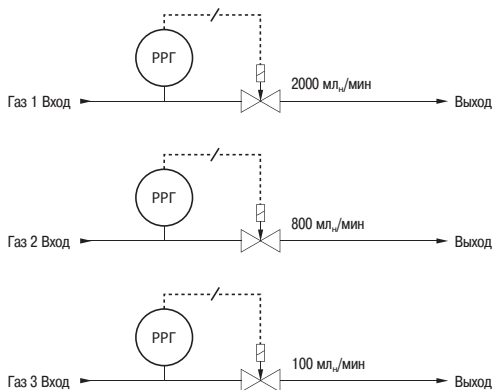 РРГ
2000 млн/мин
Газ 1 Вход
Выход
РРГ
800 млн/мин
Газ 2 Вход
Выход
РРГ
100 млн/мин
Газ 3 Вход
Выход